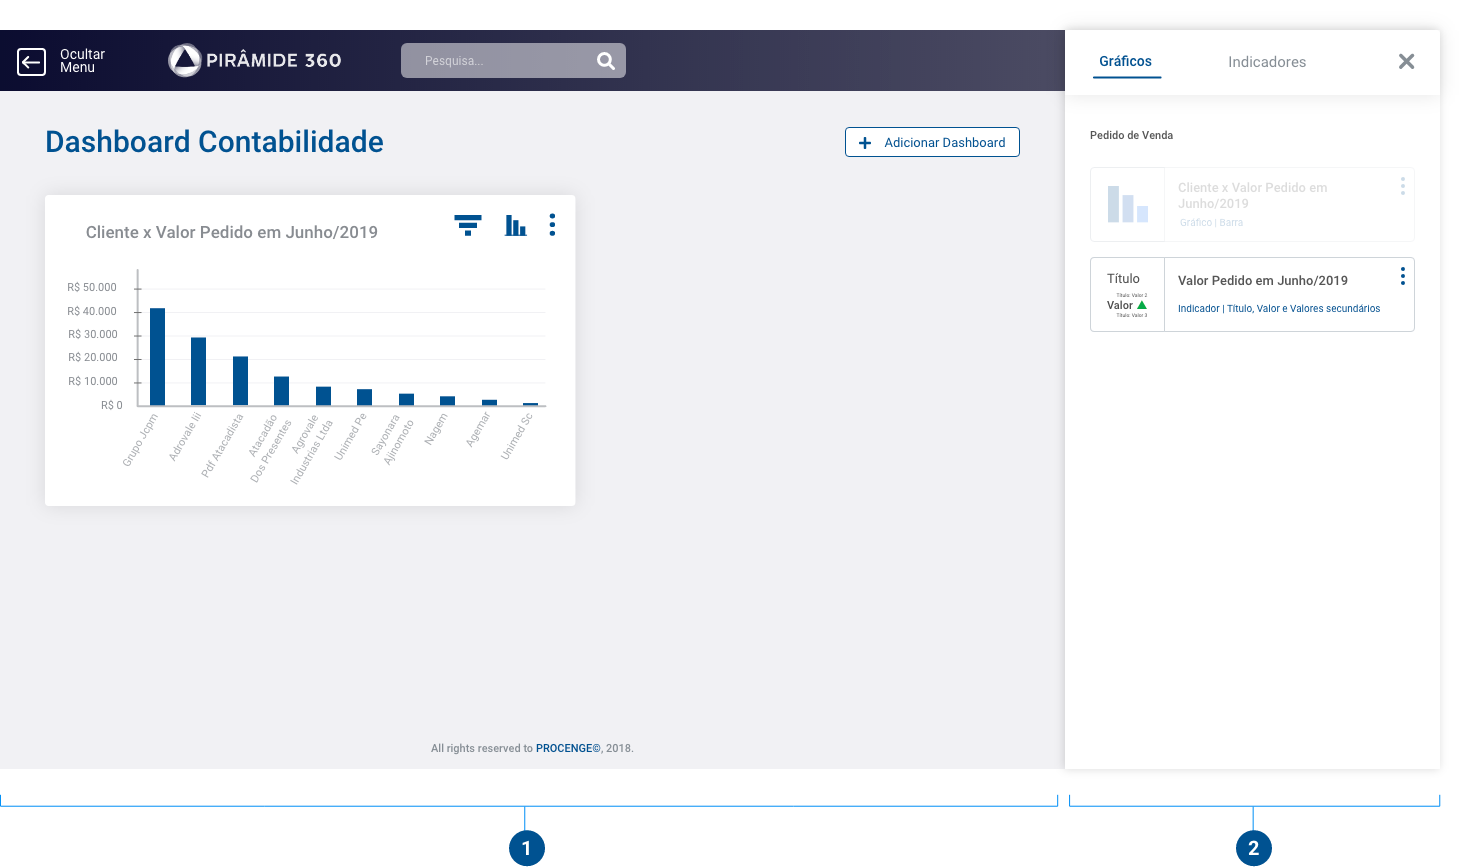 Ocultar
Menu
PIRÂMIDE 360
Pesquisa...
Gráficos
Indicadores
Dashboard Contabilidade
Adicionar Dashboard
Pedido de Venda
Cliente x Valor Pedido em
Junho/2019
Gráfico | Barra
Título
Título: Valor 2
Valor
Título: Valor 3
Valor Pedido em Junho/2019
Indicador | Título, Valor e Valores secundários
Cliente x Valor Pedido em Junho/2019
R$ 50.000
R$ 40.000
R$ 30.000
R$ 20.000
R$ 10.000
R$ 0
Grupo Jcpm
Adrovale Iii
Pdf Atacadista
Atacadão
Dos Presentes
Agrovale
Industrias Ltda
Unimed Pe
Sayonara
Ajinomoto
Nagem
Agemar
Unimed Sc
All rights reserved to PROCENGE©, 2018.
1
2